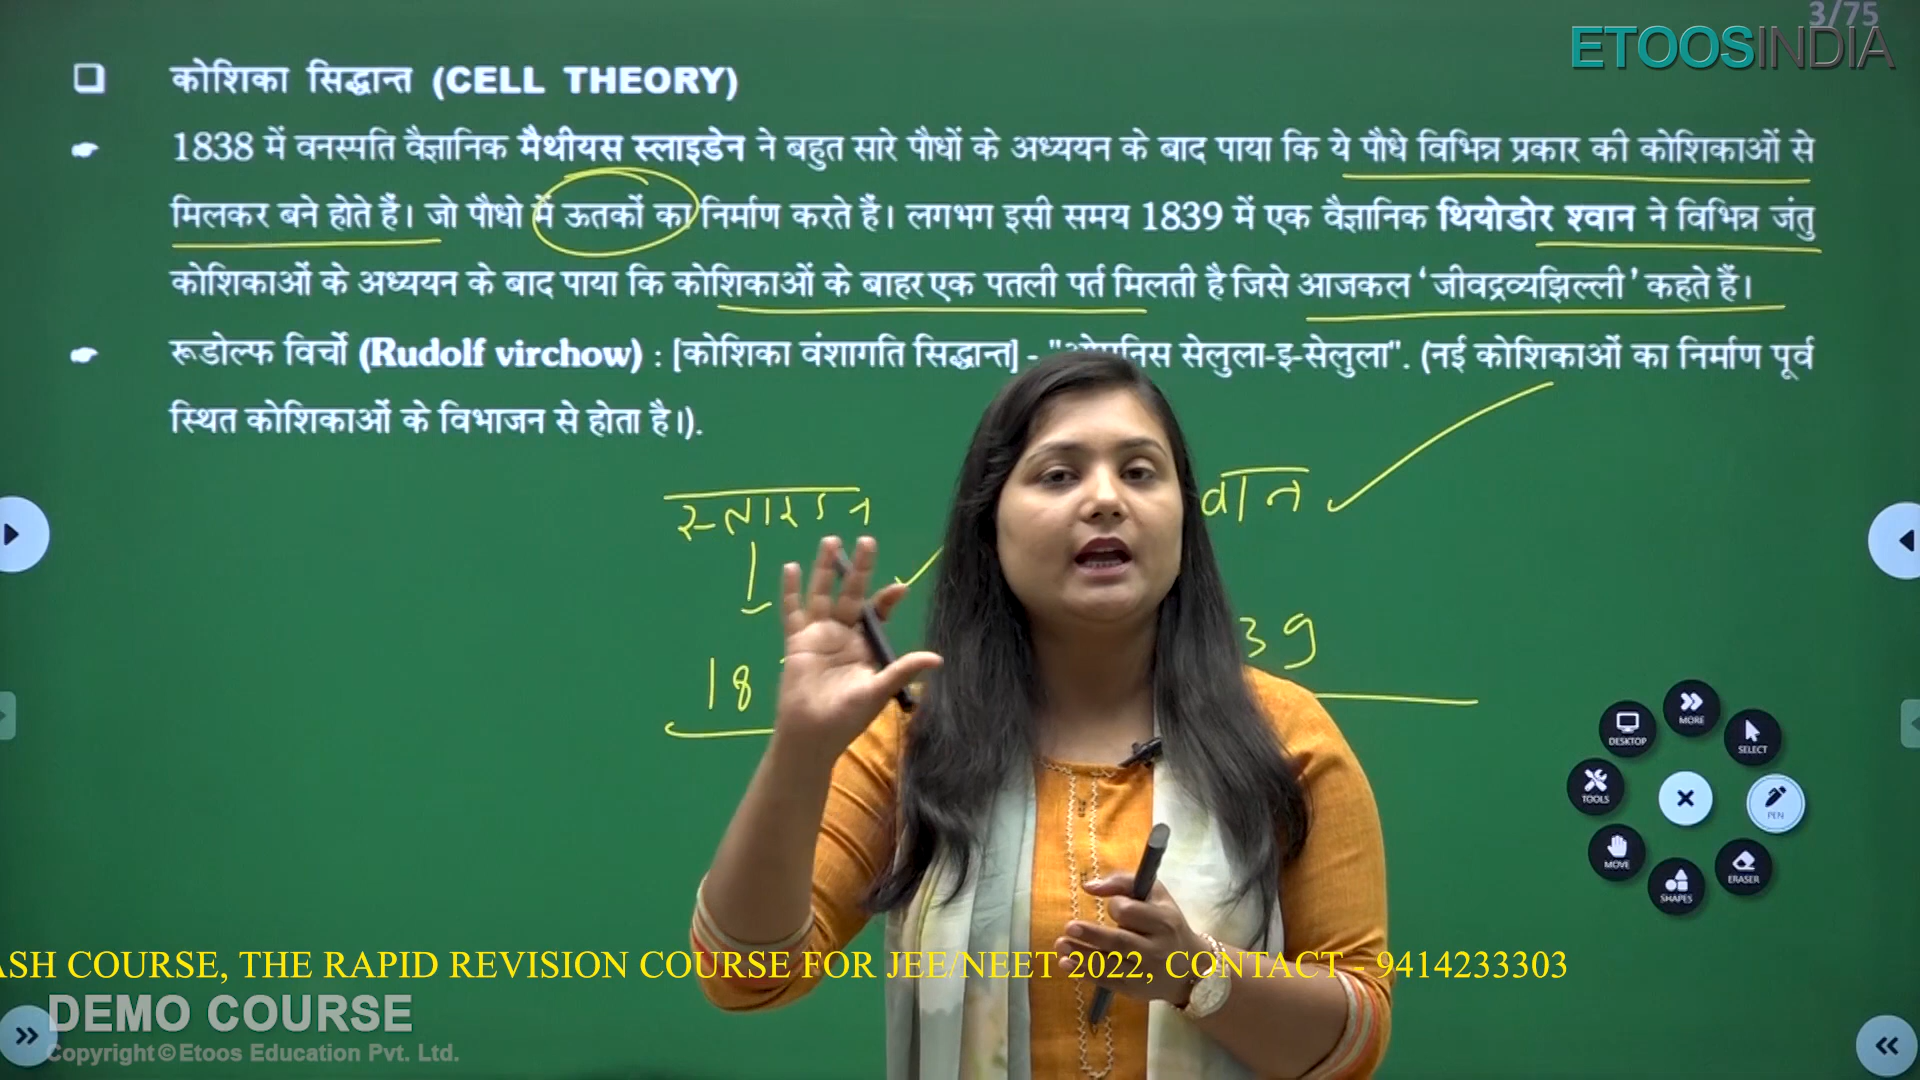 3/75
ETOOSINDIA
कोशिका सिद्धान्त (CELL THEORY)
1838 में वनस्पति वैज्ञानिक मैथीयस स्लाइडेन ने बहुत सारे पौधों के अध्ययन के बाद पाया कि ये पौधे विभिन्न प्रकार की कोशिकाओं से
मिलकर बने होते हैं। जो पौधो में ऊतकों का निर्माण करते हैं। लगभग इसी समय 1839 में एक वैज्ञानिक थियोडोर श्वान ने विभिन्न जंतु
कोशिकाओं के अध्ययन के बाद पाया कि कोशिकाओं के बाहर एक पतली पर्त मिलती है जिसे आजकल ‘जीवद्रव्यझिल्ली’ कहते हैं।
रूडोल्फ विर्चो (Rudolf virchow) : [कोशिका वंशागति सिद्धान्त] - "ओमनिस सेलुला-इ-सेलुला". (नई कोशिकाओं का निर्माण पूर्व
स्थित कोशिकाओं के विभाजन से होता है।).
वान
18
39
DESKTOP
MORE
SELECT
TOOLS
PEN
MOVE
SHAPES
ERASER
ASH COURSE, THE RAPID REVISION COURSE FOR JEE/NEET 2022, CONTACT - 9414233303
DEMO COURSE
Copyright © Etoos Education Pvt. Ltd.